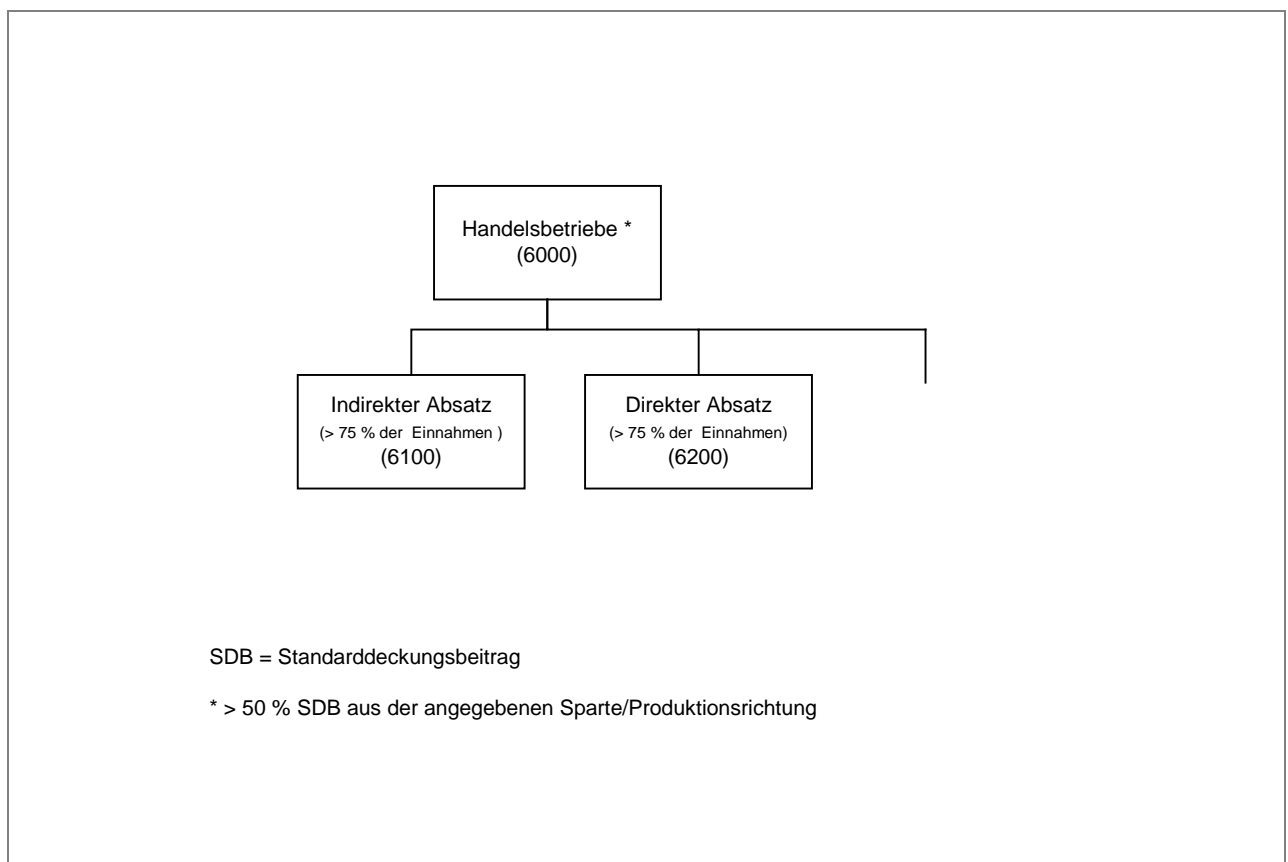 Handelsbetriebe *
(6000)
Indirekter Absatz
(> 75 % der Einnahmen )
(6100)
Direkter Absatz
(> 75 % der Einnahmen)
(6200)
SDB = Standarddeckungsbeitrag
* > 50 % SDB aus der angegebenen Sparte/Produktionsrichtung